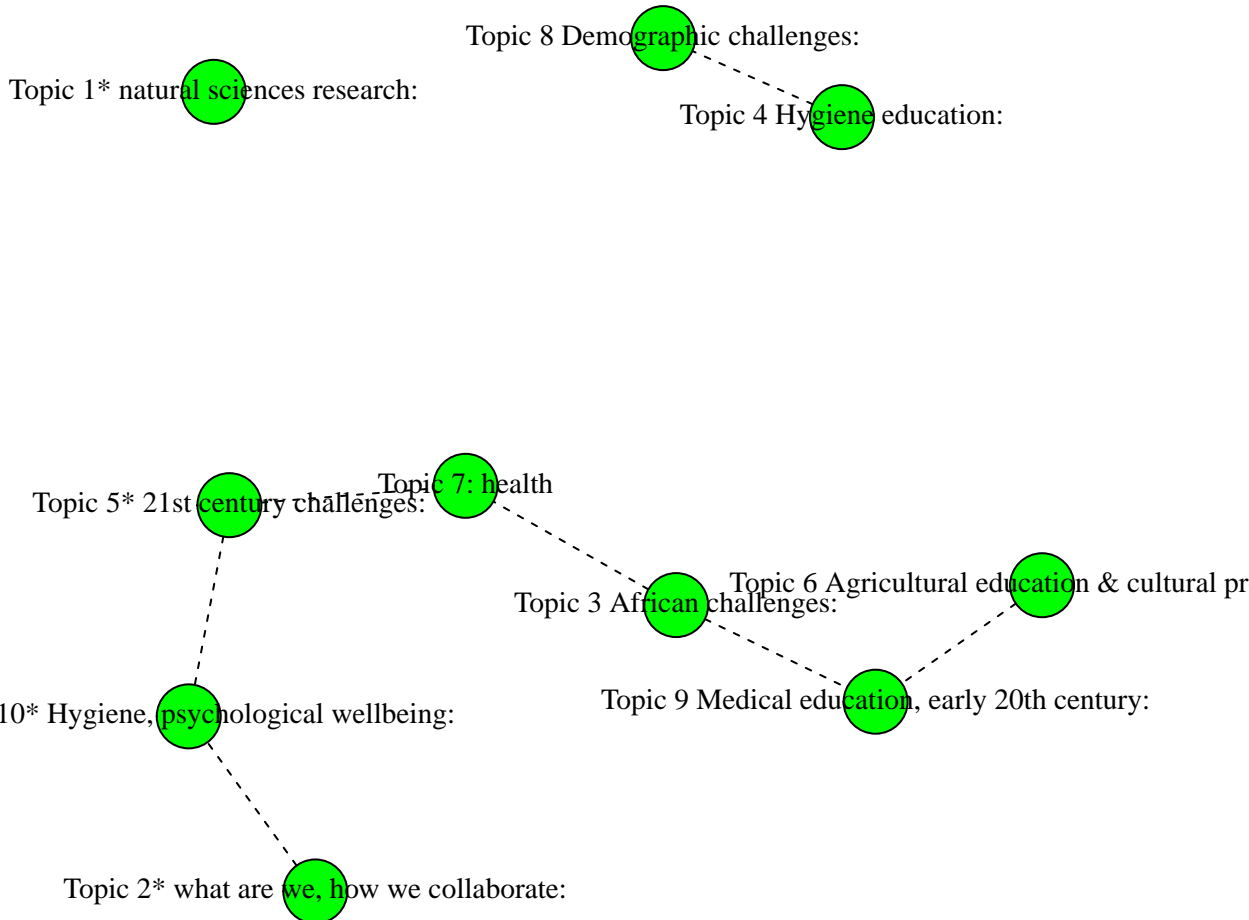 Topic 8 Demographic challenges:
Topic 1* natural sciences research:
Topic 4 Hygiene education:
Topic 7: health
Topic 5* 21st century challenges:
Topic 6 Agricultural education & cultural pr
Topic 3 African challenges:
Topic 9 Medical education, early 20th century:
10* Hygiene, psychological wellbeing:
Topic 2* what are we, how we collaborate: